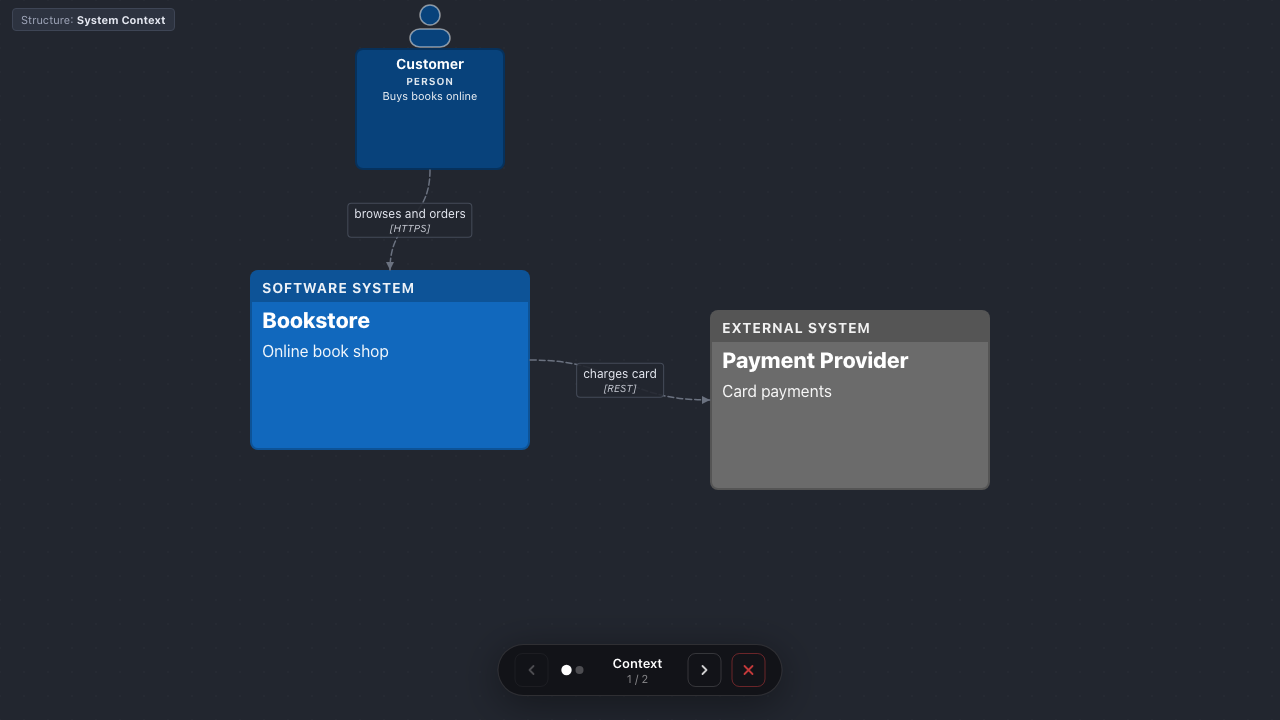 Structure: System Context
Customer
PERSON
Buys books online
browses and orders
[HTTPS]
SOFTWARE SYSTEM
Bookstore
Online book shop
charges card
[REST]
EXTERNAL SYSTEM
Payment Provider
Card payments
Context
1 / 2